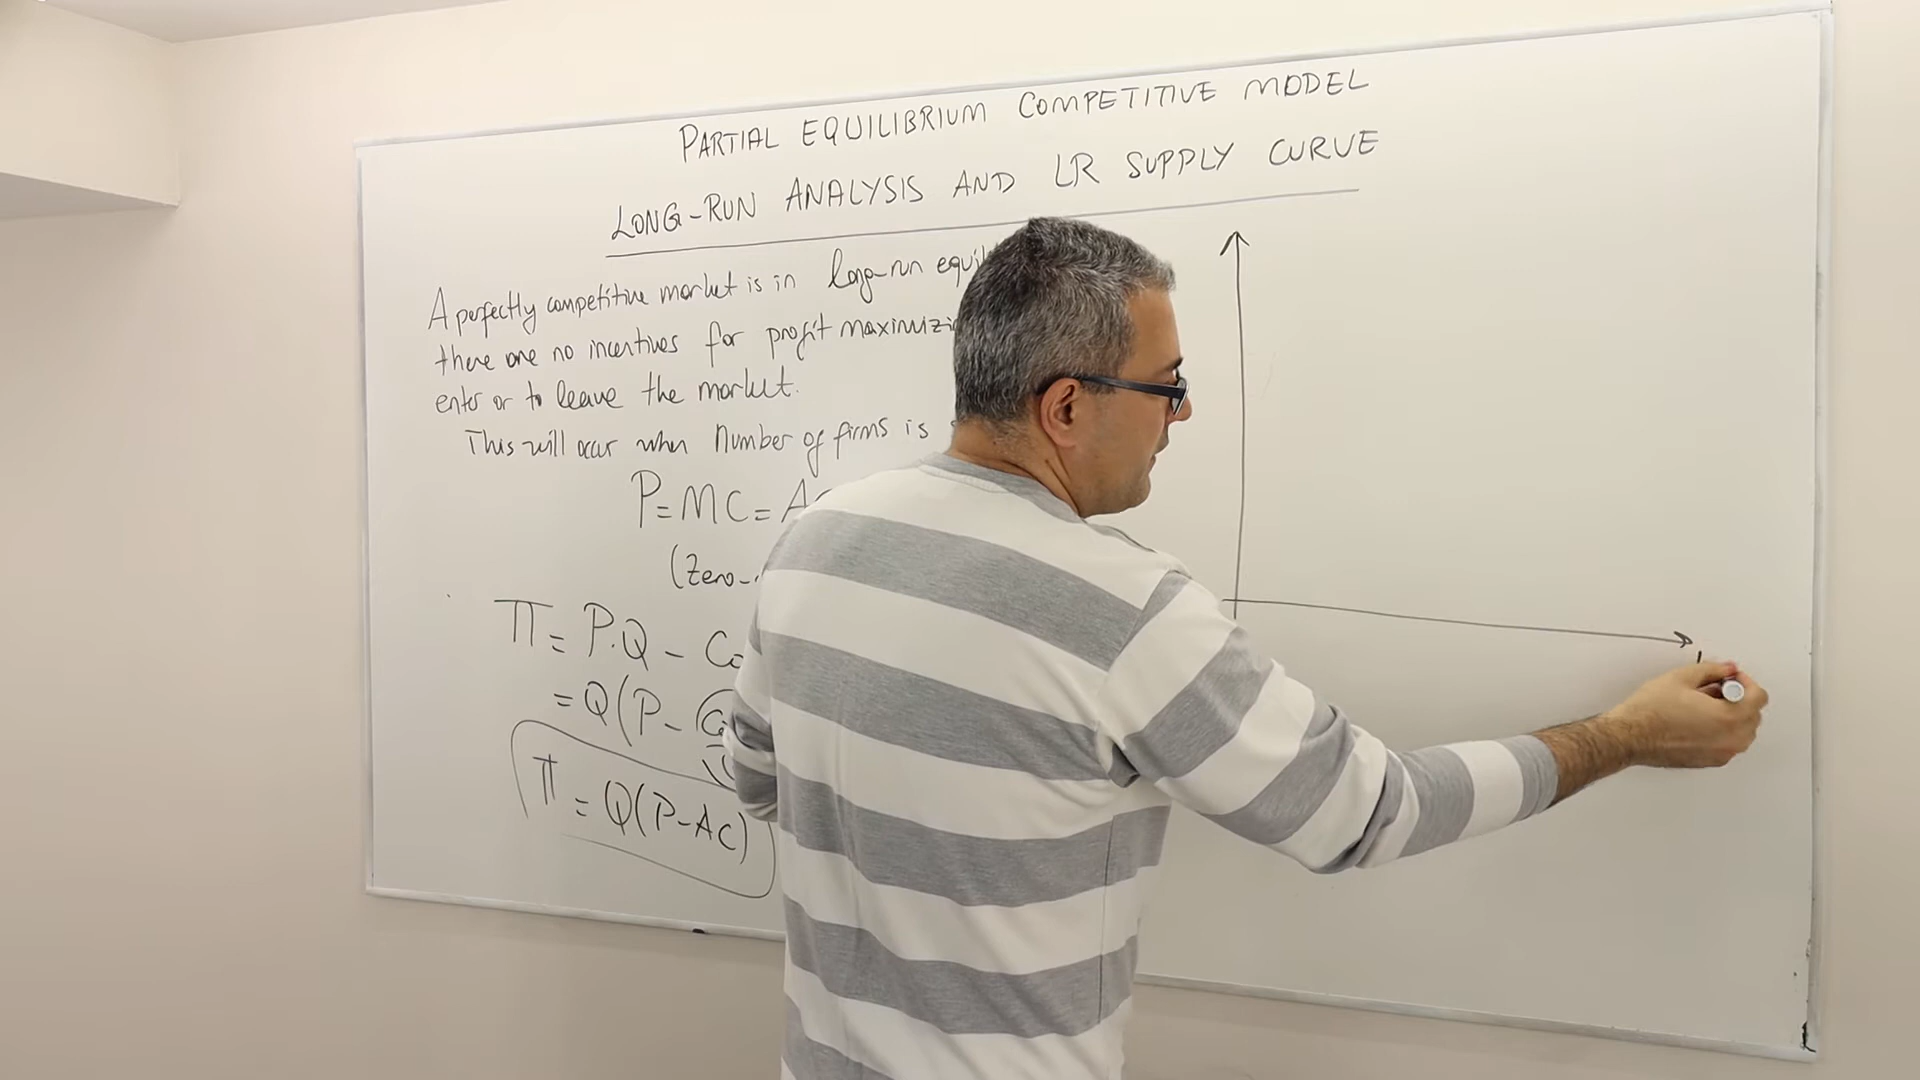 PARTIAL EQUILIBRIUM COMPETITIVE MODEL
LONG-RUN ANALYSIS AND LR SUPPLY CURVE
A perfectly competitive market is in long-run
there are no incentives for profit
enter or to leave the market.
This will occur when number of firms is
P=MC=A
(Zero-
π = P.Q -
= Q(P-
π = Q(P-AC)